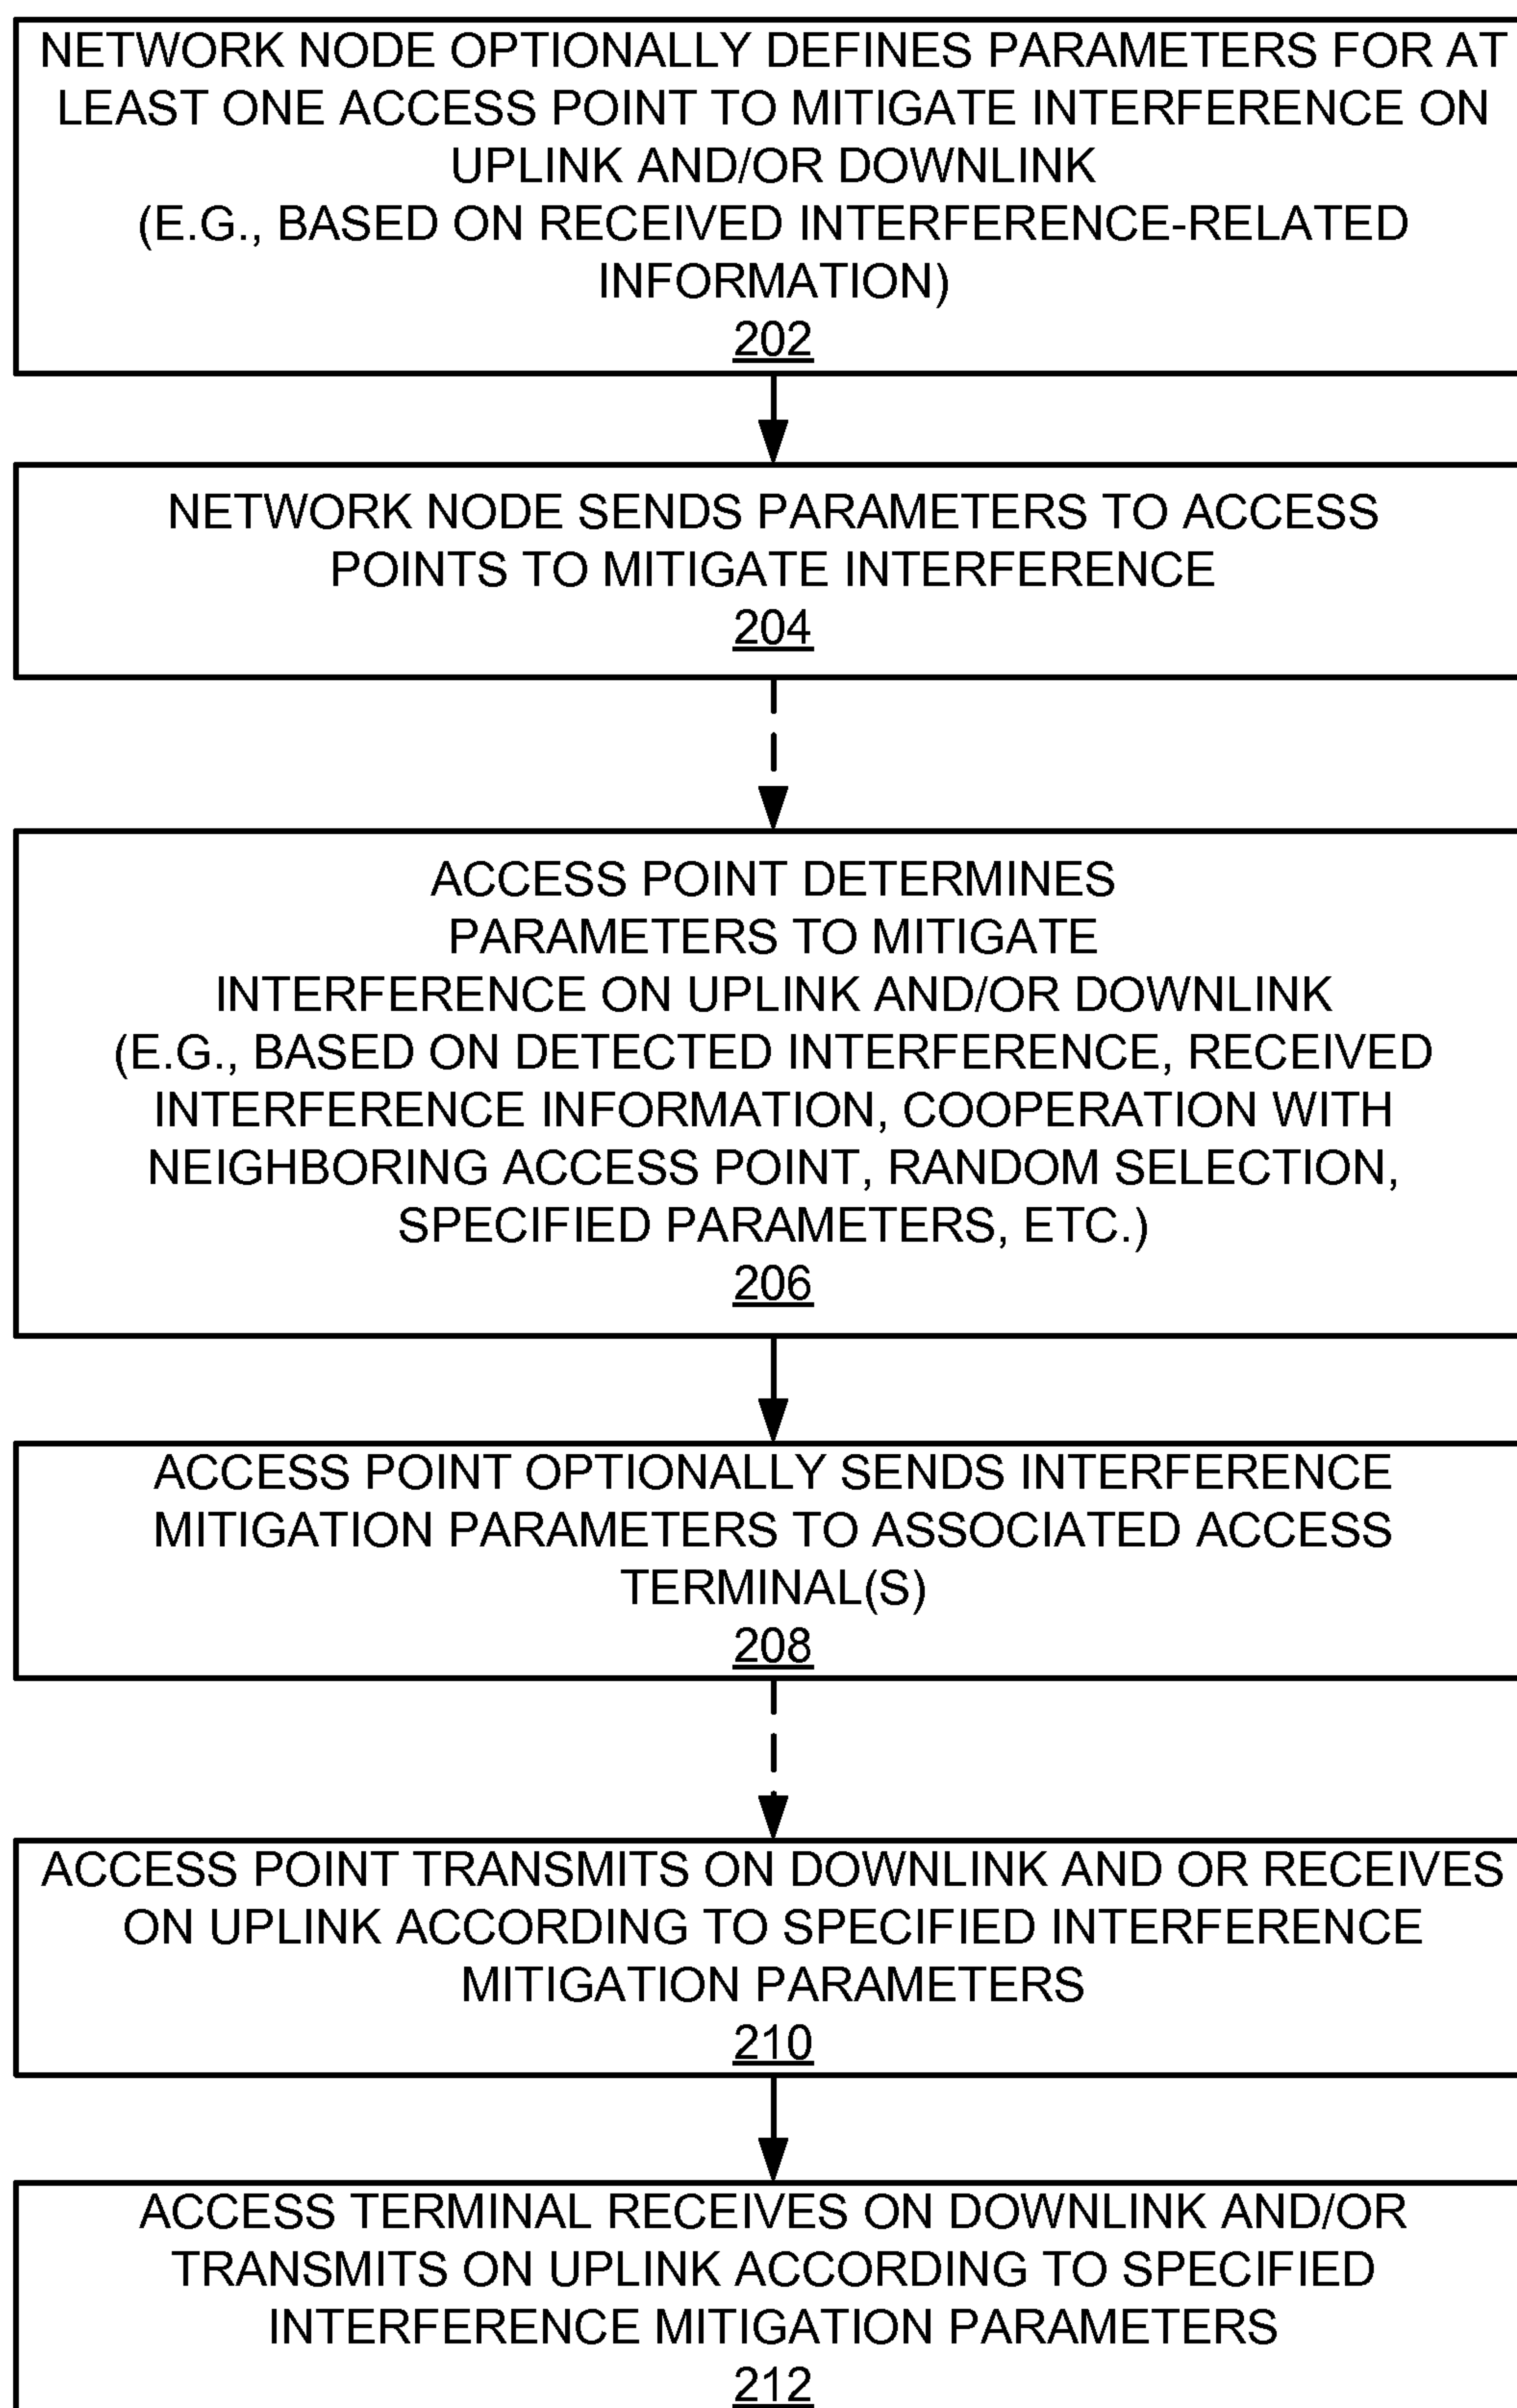 NETWORK NODE OPTIONALLY DEFINES PARAMETERS FOR AT
LEAST ONE ACCESS POINT TO MITIGATE INTERFERENCE ON
UPLINK AND/OR DOWNLINK
(E.G., BASED ON RECEIVED INTERFERENCE-RELATED
INFORMATION)
202
NETWORK NODE SENDS PARAMETERS TO ACCESS
POINTS TO MITIGATE INTERFERENCE
204
ACCESS POINT DETERMINES
PARAMETERS TO MITIGATE
INTERFERENCE ON UPLINK AND/OR DOWNLINK
(E.G., BASED ON DETECTED INTERFERENCE, RECEIVED
INTERFERENCE INFORMATION, COOPERATION WITH
NEIGHBORING ACCESS POINT, RANDOM SELECTION,
SPECIFIED PARAMETERS, ETC.)
206
ACCESS POINT OPTIONALLY SENDS INTERFERENCE
MITIGATION PARAMETERS TO ASSOCIATED ACCESS
TERMINAL(S)
208
ACCESS POINT TRANSMITS ON DOWNLINK AND OR RECEIVES
ON UPLINK ACCORDING TO SPECIFIED INTERFERENCE
MITIGATION PARAMETERS
210
ACCESS TERMINAL RECEIVES ON DOWNLINK AND/OR
TRANSMITS ON UPLINK ACCORDING TO SPECIFIED
INTERFERENCE MITIGATION PARAMETERS
212